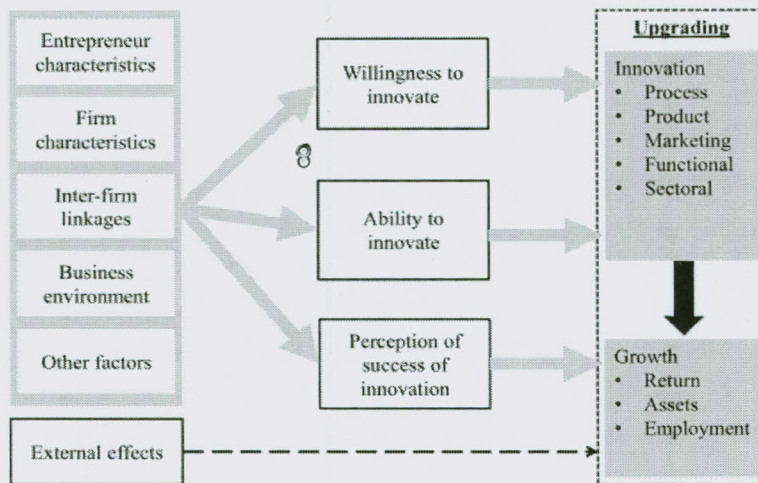 Entrepreneur
characteristics
Firm
characteristics
Inter-firm
linkages
Business
environment
Other factors
External effects
Willingness to
innovate
Ability to
innovate
Perception of
success of
innovation
Upgrading
Innovation
• Process
• Product
• Marketing
• Functional
• Sectoral
Growth
• Return
• Assets
• Employment